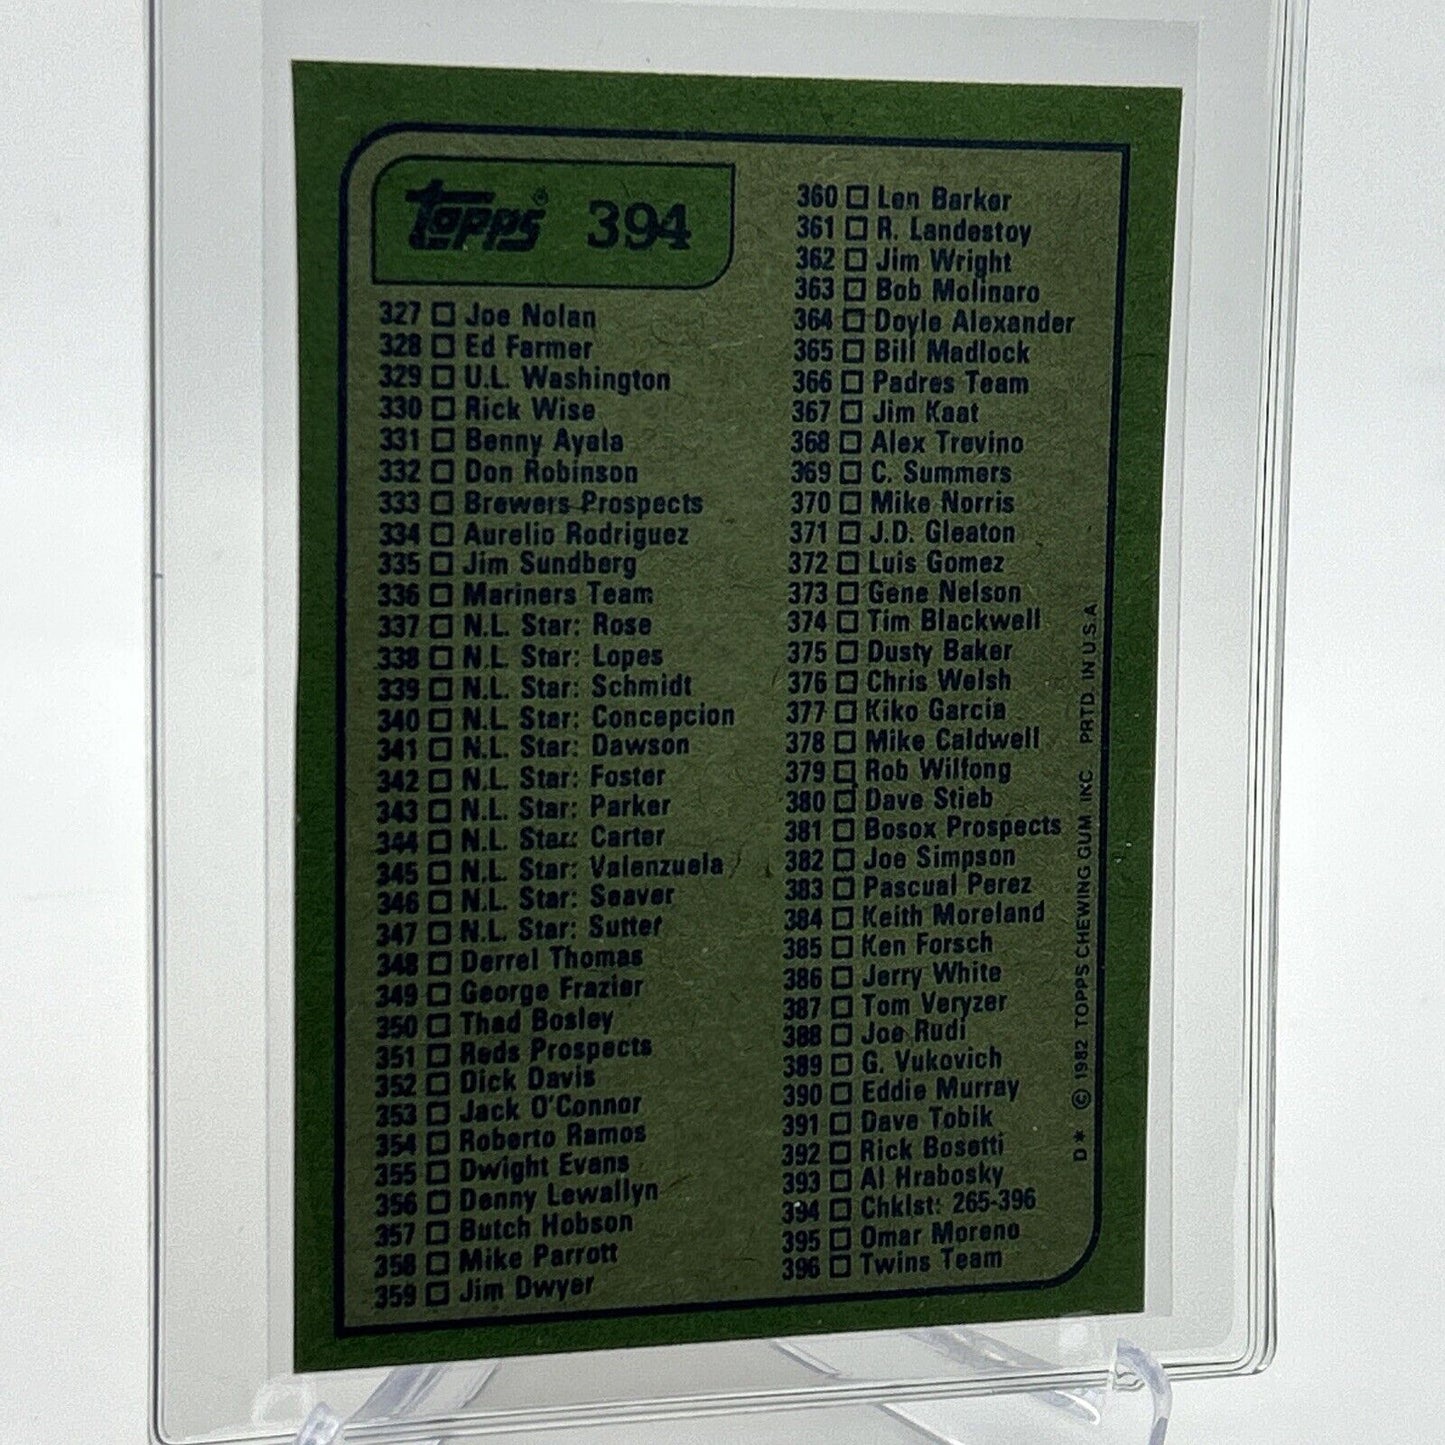 Topps® 394
327 □ Joe Nolan
328 □ Ed Farmer
329 □ U.L. Washington
330 □ Rick Wise
331 □ Benny Ayala
332 □ Don Robinson
333 □ Brewers Prospects
334 □ Aurelio Rodriguez
335 □ Jim Sundberg
336 □ Mariners Team
337 □ N.L. Star: Rose
338 □ N.L. Star: Lopes
339 □ N.L. Star: Schmidt
340 □ N.L. Star: Concepcion
341 □ N.L. Star: Dawson
342 □ N.L. Star: Foster
343 □ N.L. Star: Parker
344 □ N.L. Star: Carter
345 □ N.L. Star: Valenzuela
346 □ N.L. Star: Seaver
347 □ N.L. Star: Sutter
348 □ Derrel Thomas
349 □ George Frazier
350 □ Thad Bosley
351 □ Reds Prospects
352 □ Dick Davis
353 □ Jack O'Connor
354 □ Roberto Ramos
355 □ Dwight Evans
356 □ Denny Lewallyn
357 □ Butch Hobson
358 □ Mike Parrott
359 □ Jim Dwyer
360 □ Len Barker
361 □ R. Landestoy
362 □ Jim Wright
363 □ Bob Molinaro
364 □ Doyle Alexander
365 □ Bill Madlock
366 □ Padres Team
367 □ Jim Kaat
368 □ Alex Trevino
369 □ C. Summers
370 □ Mike Norris
371 □ J.D. Gleaton
372 □ Luis Gomez
373 □ Gene Nelson
374 □ Tim Blackwell
375 □ Dusty Baker
376 □ Chris Welsh
377 □ Kiko Garcia
378 □ Mike Caldwell
379 □ Rob Wilfong
380 □ Dave Stieb
381 □ Bosox Prospects
382 □ Joe Simpson
383 □ Pascual Perez
384 □ Keith Moreland
385 □ Ken Forsch
386 □ Jerry White
387 □ Tom Veryzer
388 □ Joe Rudi
389 □ G. Vukovich
390 □ Eddie Murray
391 □ Dave Tobik
392 □ Rick Bosetti
393 □ Al Hrabosky
394 □ Chklst: 265-396
395 □ Omar Moreno
396 □ Twins Team
D* © 1982 TOPPS CHEWING GUM, INC. PRTD. IN U.S.A.